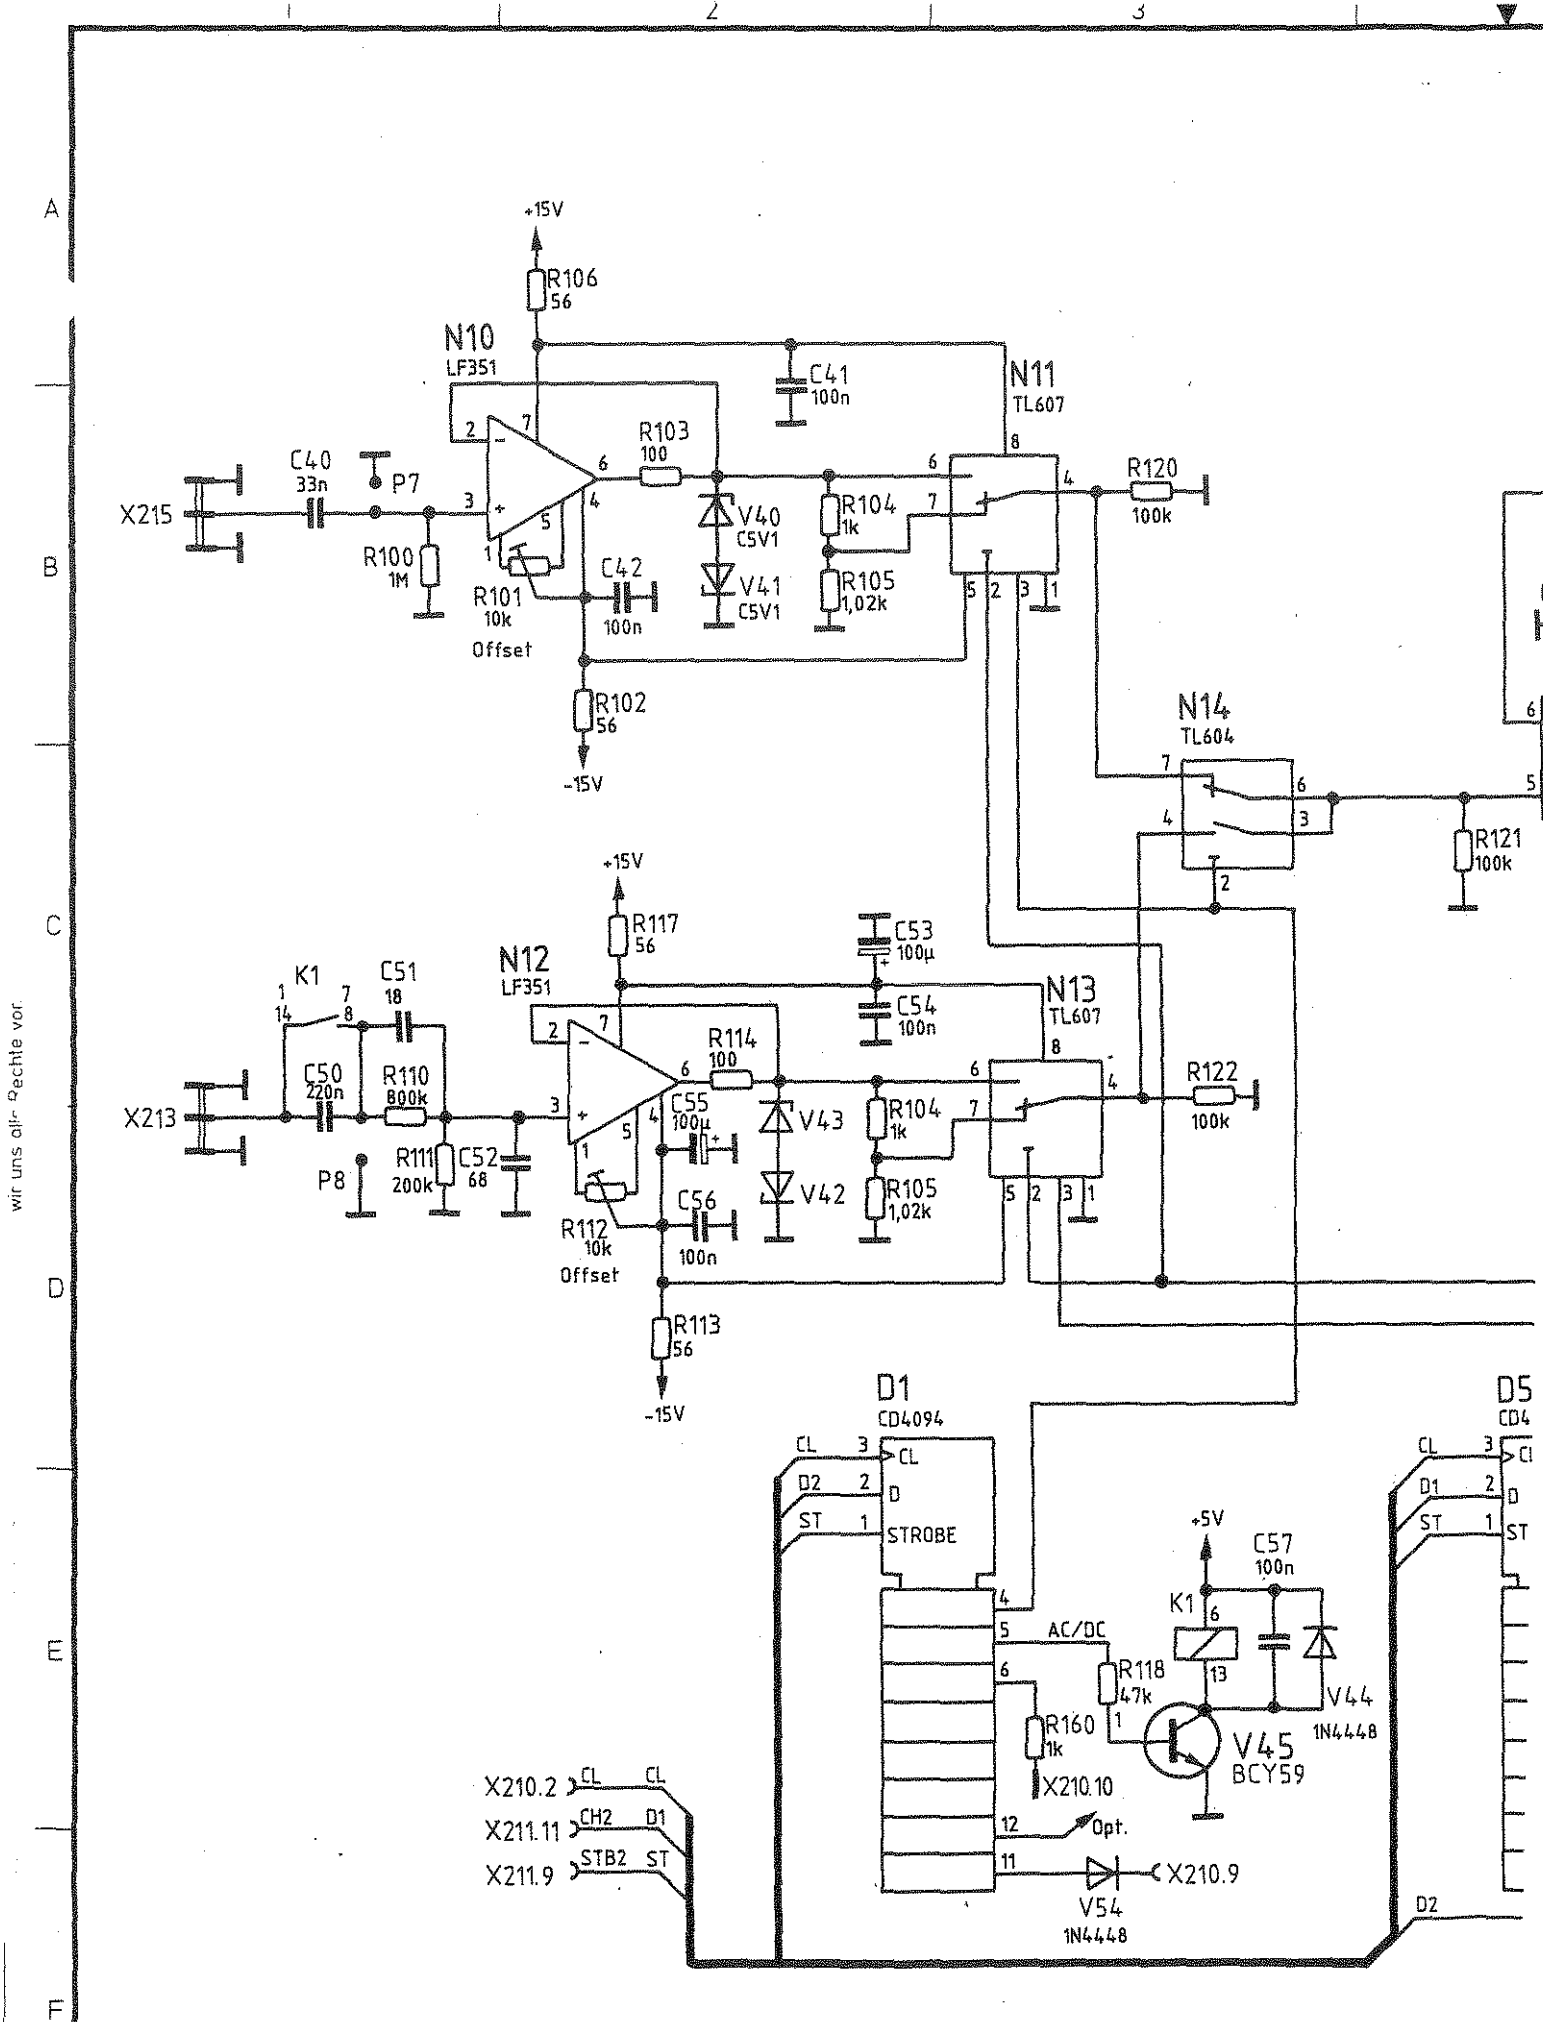 2
3
A
+15V
R106
56
N10
LF351
C41
100n
N11
TL607
2
7
R103
100
8
6
6
4
R120
100k
C40
33n
P7
X215
3
4
5
1
V40
C5V1
R104
1k
7
R100
1M
B
R101
10k
Offset
C42
100n
V41
C5V1
R105
1,02k
5
2
3
1
R102
56
-15V
N14
TL604
6
7
6
5
4
3
R121
100k
2
+15V
C
R117
56
C53
100µ
+
N12
LF351
N13
TL607
K1
C51
18
1
14
7
8
2
7
C54
100n
R114
100
8
6
6
4
R122
100k
C50
220n
R110
800k
X213
3
4
C55
100µ
+
V43
R104
1k
7
5
1
R111
200k
C52
68
P8
V42
R105
1,02k
5
2
3
1
C56
100n
R112
10k
Offset
wir uns alle Rechte vor.
D
R113
56
-15V
D1
CD4094
D5
CD4
CL
3
CL
D2
2
D
ST
1
STROBE
CL
3
D1
2
D
ST
1
ST
+5V
C57
100n
K1
6
13
4
5
AC/DC
E
6
R118
47k
1
V44
1N4448
R160
1k
V45
BCY59
X210.10
X210.2
CL
CL
X211.11
CH2
D1
X211.9
STB2
ST
12
Opt.
11
X210.9
V54
1N4448
D2
F